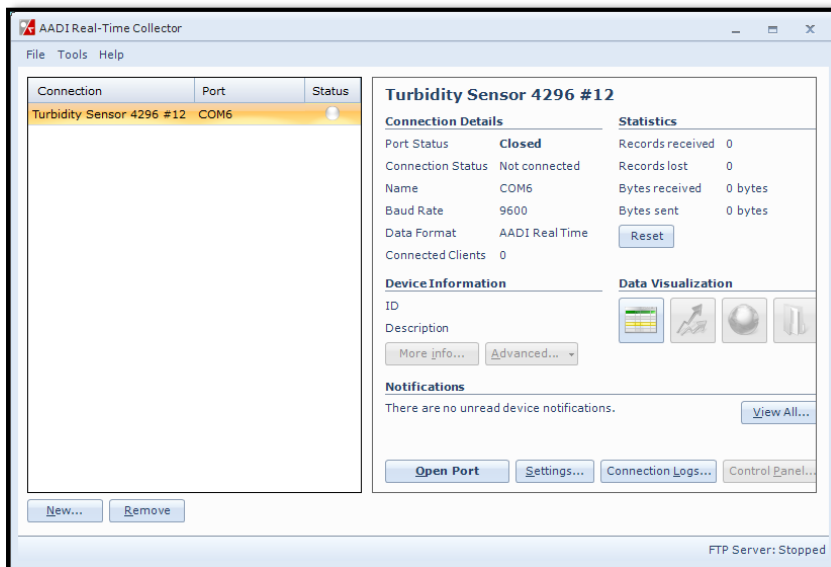 AADI Real-Time Collector
File Tools Help
Connection Port Status
Turbidity Sensor 4296 #12 COM6
Turbidity Sensor 4296 #12
Connection Details
Port Status Closed
Connection Status Not connected
Name COM6
Baud Rate 9600
Data Format AADI Real Time
Connected Clients 0
Statistics
Records received 0
Records lost 0
Bytes received 0 bytes
Bytes sent 0 bytes
Reset
Device Information
ID
Description
More info... Advanced...
Data Visualization
Notifications
There are no unread device notifications.
View All...
Open Port Settings... Connection Logs... Control Panel...
New... Remove
FTP Server: Stopped